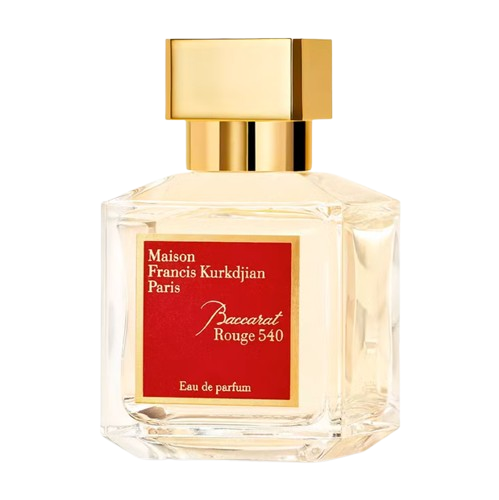 Maison
Francis Kurkdjian
Paris
Baccarat
Rouge 540
Eau de parfum